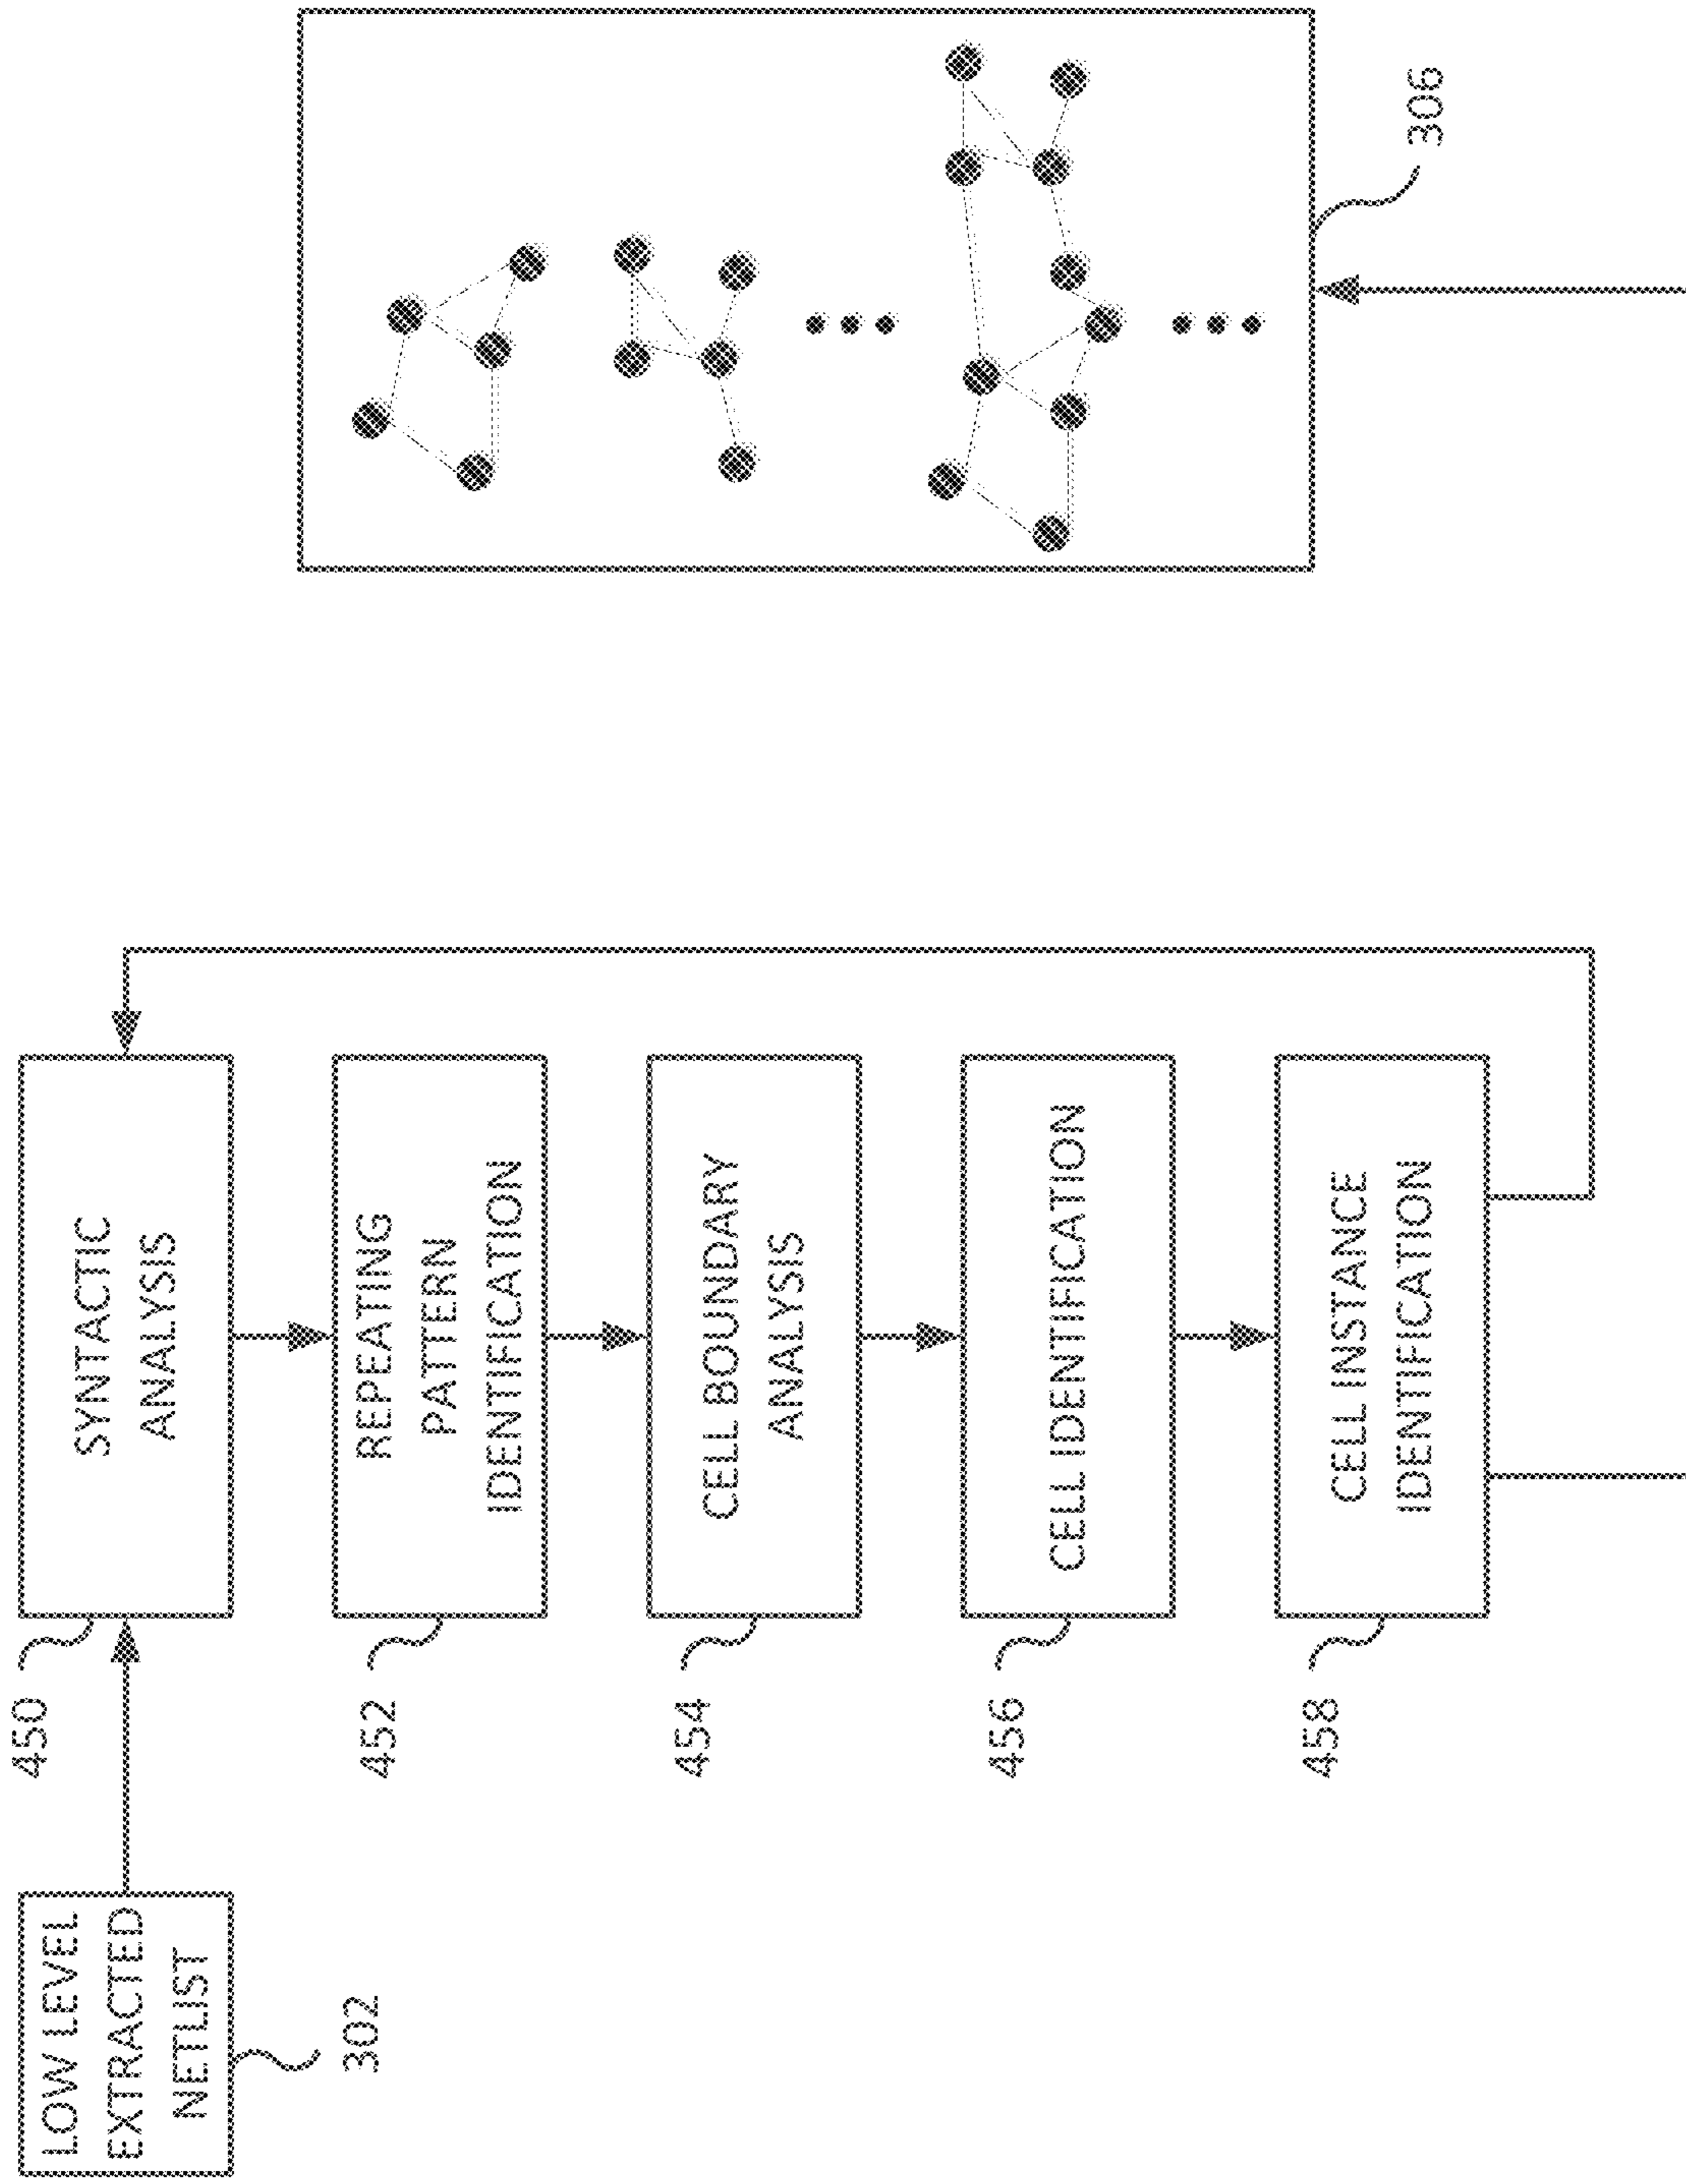 LOW LEVEL
EXTRACTED
NETLIST
302
450
SYNTACTIC
ANALYSIS
452
REPEATING
PATTERN
IDENTIFICATION
454
CELL BOUNDARY
ANALYSIS
456
CELL IDENTIFICATION
458
CELL INSTANCE
IDENTIFICATION
306